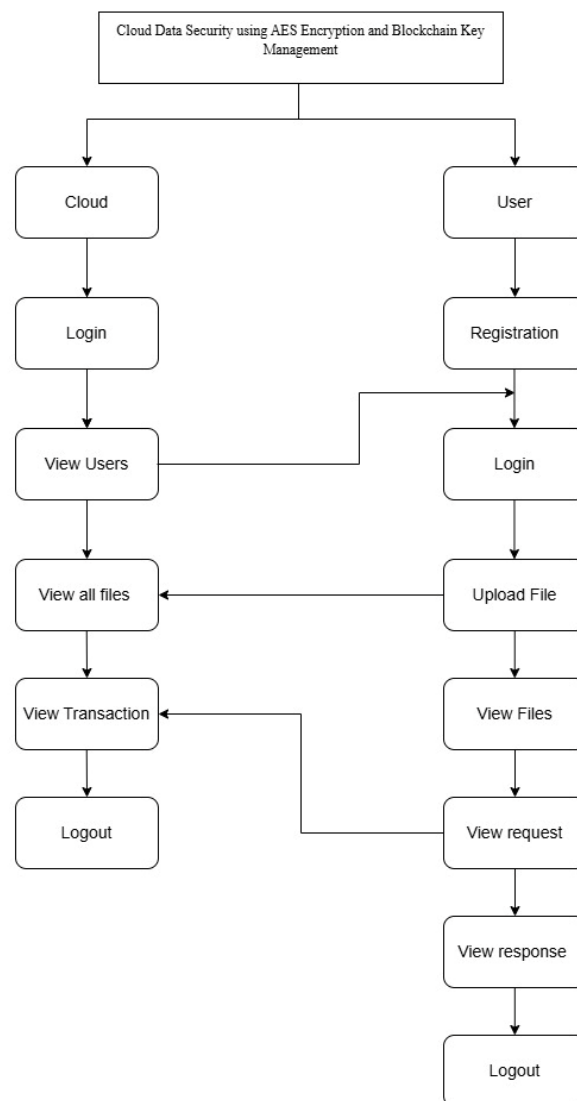 Cloud Data Security using AES Encryption and Blockchain Key
Management
Cloud
User
Login
Registration
View Users
Login
View all files
Upload File
View Transaction
View Files
Logout
View request
View response
Logout